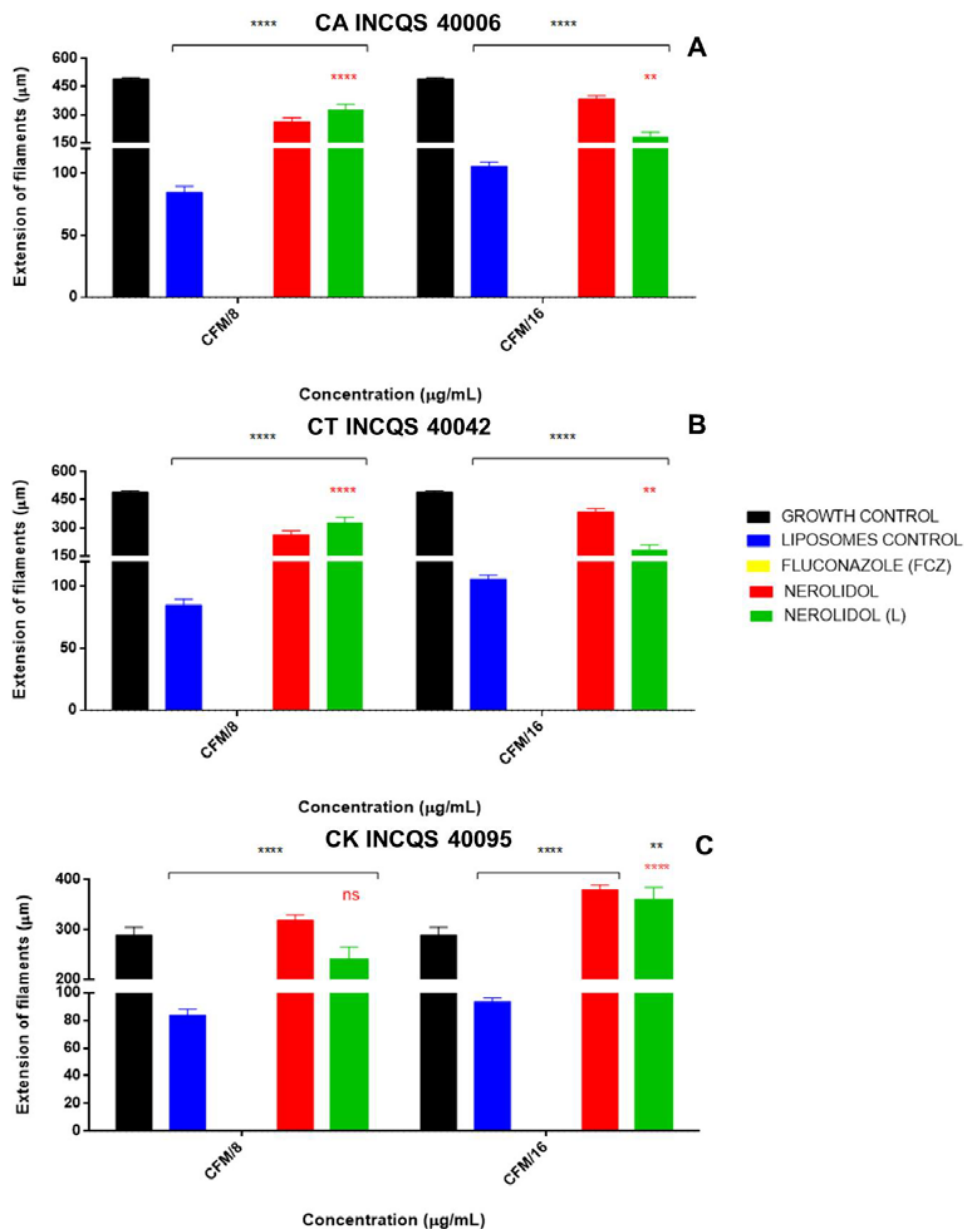 CA INCQS 40006
A
**** ****
600
450
300
150
100
50
0
**** **
Extension of filaments (µm)
CFM/8 CFM/16
Concentration (µg/mL)
CT INCQS 40042
B
**** ****
600
450
300
150
100
50
0
**** **
Extension of filaments (µm)
CFM/8 CFM/16
Concentration (µg/mL)
GROWTH CONTROL
LIPOSOMES CONTROL
FLUCONAZOLE (FCZ)
NEROLIDOL
NEROLIDOL (L)
CK INCQS 40095
C
**** **** **
ns ****
400
300
200
100
80
60
40
20
0
Extension of filaments (µm)
CFM/8 CFM/16
Concentration (µg/mL)